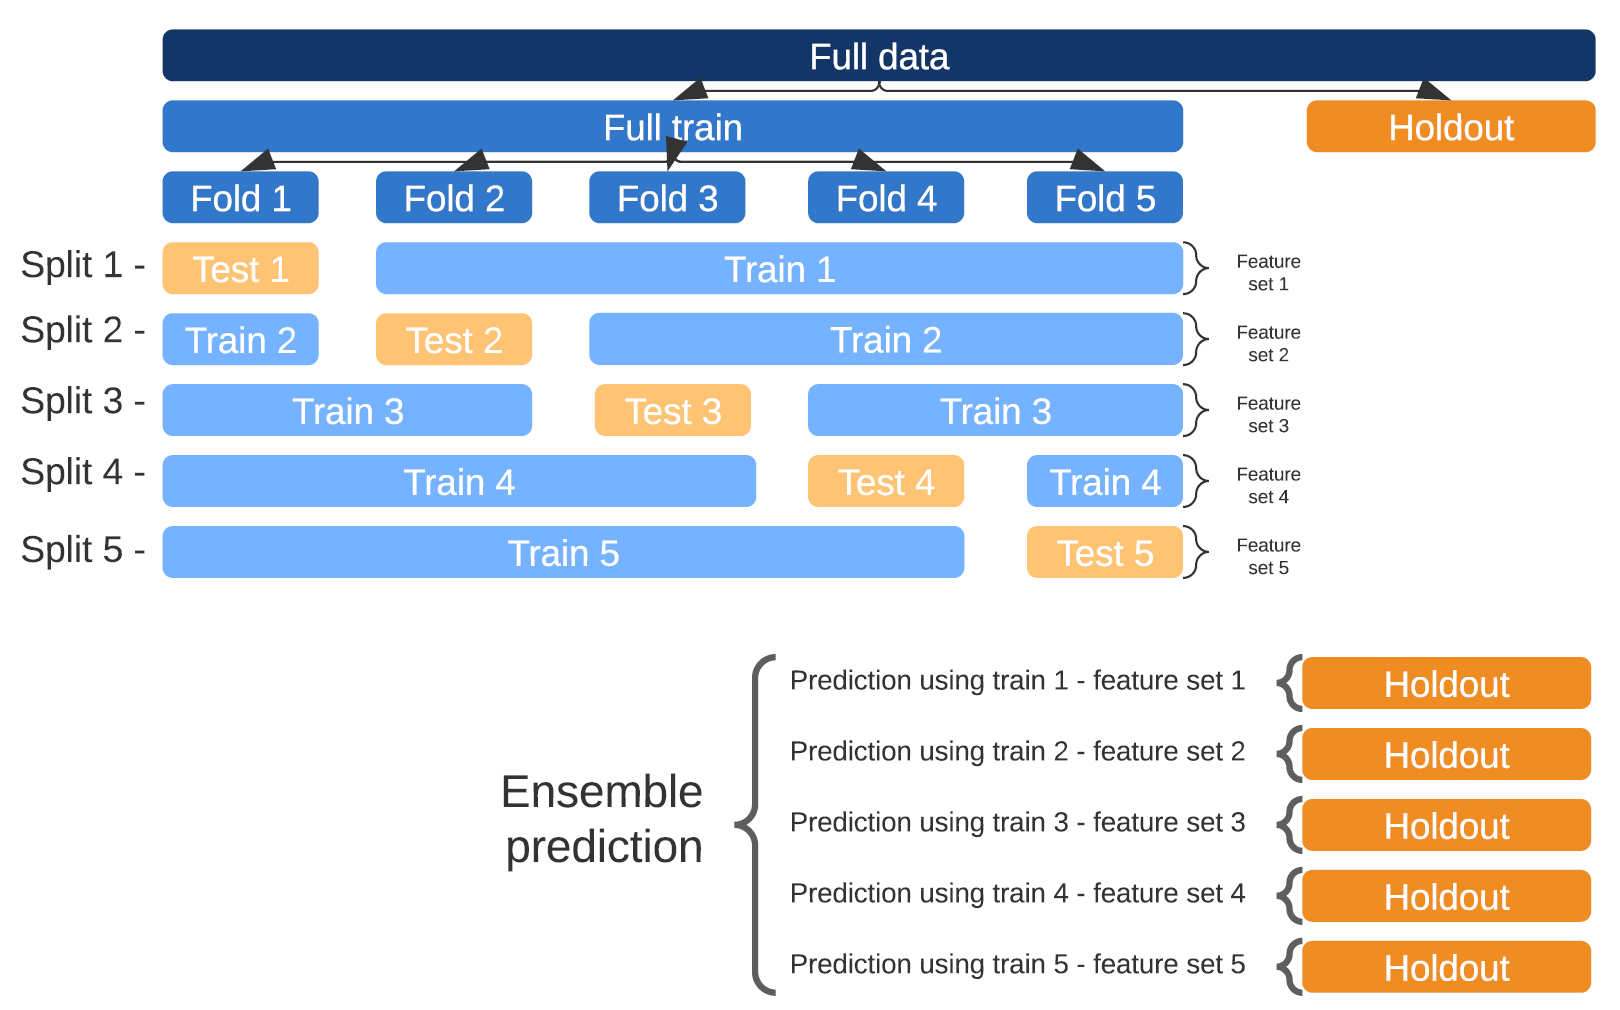 Full data
Full train
Holdout
Fold 1
Fold 2
Fold 3
Fold 4
Fold 5
Split 1 -
Test 1
Train 1
Feature
set 1
Split 2 -
Train 2
Test 2
Train 2
Feature
set 2
Split 3 -
Train 3
Test 3
Train 3
Feature
set 3
Split 4 -
Train 4
Test 4
Train 4
Feature
set 4
Split 5 -
Train 5
Test 5
Feature
set 5
Ensemble
prediction
Prediction using train 1 - feature set 1
Holdout
Prediction using train 2 - feature set 2
Holdout
Prediction using train 3 - feature set 3
Holdout
Prediction using train 4 - feature set 4
Holdout
Prediction using train 5 - feature set 5
Holdout